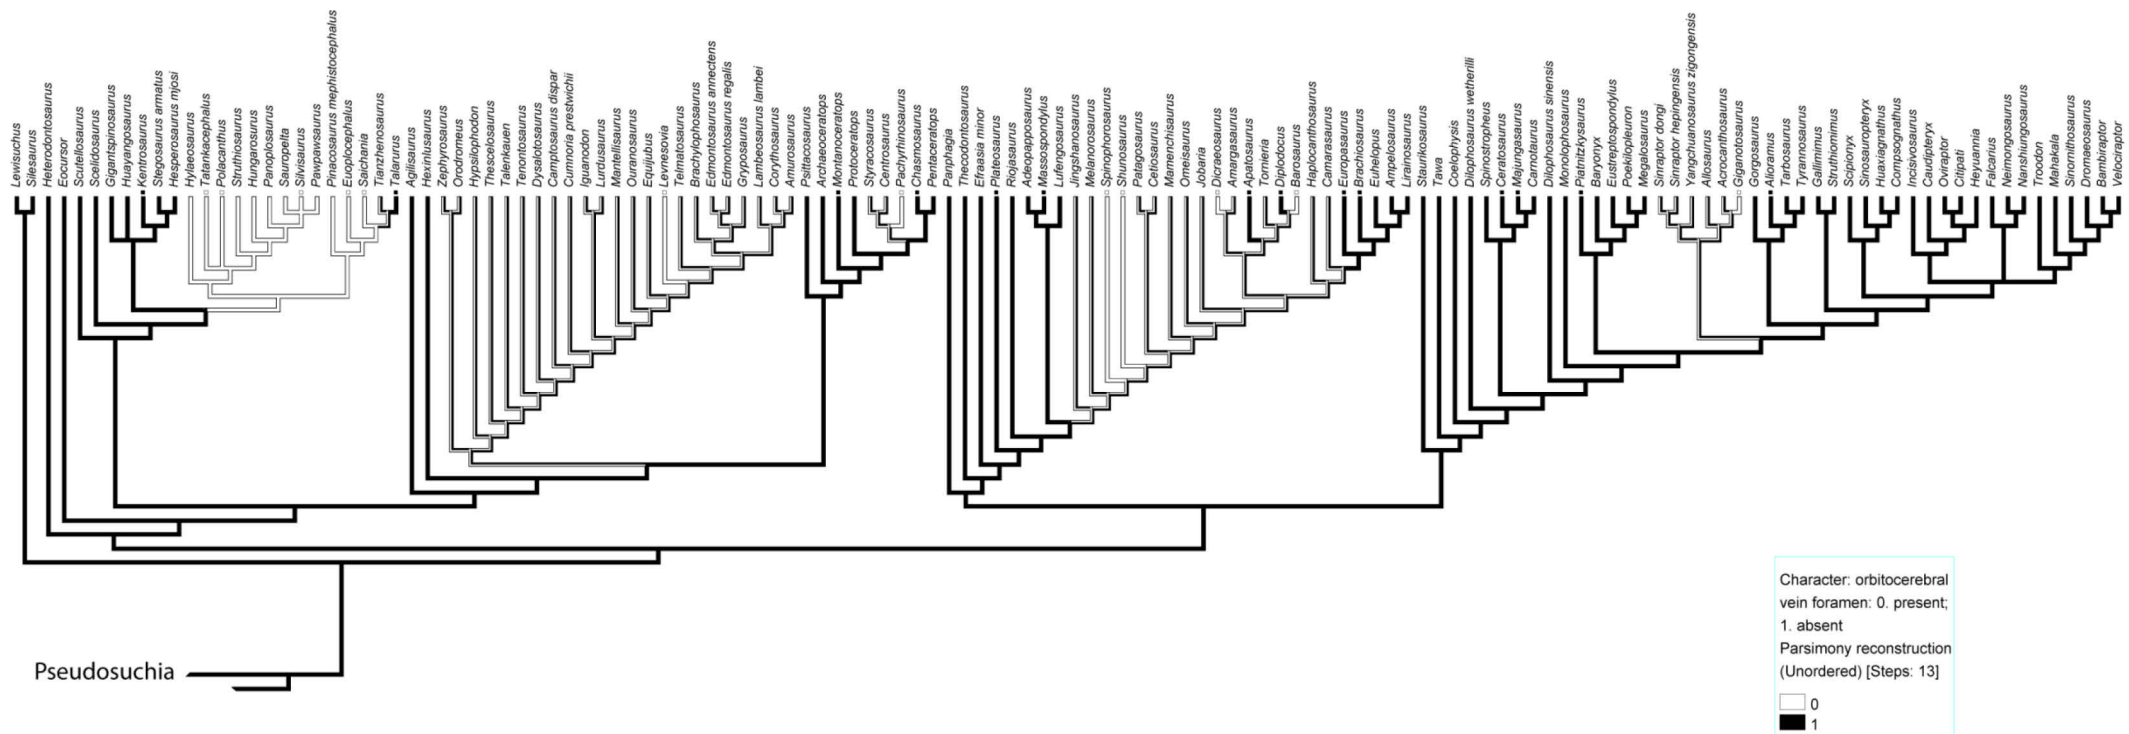 Lewisuchus
Silesaurus
Heterodontosaurus
Eocursor
Scutellosaurus
Scelidosaurus
Gigantspinosaurus
Huayangosaurus
Kentrosaurus
Stegosaurus armatus
Hesperosaurus mjosi
Hylaeosaurus
Tatankacephalus
Polacanthus
Struthiosaurus
Hungarosaurus
Panoplosaurus
Sauropelta
Silvisaurus
Pawpawsaurus
Pinacosaurus mephistocephalus
Euoplocephalus
Saichania
Tianzhenosaurus
Talarurus
Agilisaurus
Hexinlusaurus
Zephyrosaurus
Orodromeus
Hypsilophodon
Thescelosaurus
Talenkauen
Tenontosaurus
Dysalotosaurus
Camptosaurus dispar
Cumnoria prestwichii
Iguanodon
Lurdusaurus
Mantellisaurus
Ouranosaurus
Equijubus
Levnesovia
Telmatosaurus
Brachylophosaurus
Edmontosaurus annectens
Edmontosaurus regalis
Gryposaurus
Lambeosaurus lambei
Corythosaurus
Amurosaurus
Psittacosaurus
Archaeoceratops
Montanoceratops
Protoceratops
Styracosaurus
Centrosaurus
Pachyrhinosaurus
Chasmosaurus
Pentaceratops
Panphagia
Thecodontosaurus
Efraasia minor
Plateosaurus
Riojasaurus
Adeopapposaurus
Massospondylus
Lufengosaurus
Jingshanosaurus
Melanorosaurus
Spinophorosaurus
Shunosaurus
Patagosaurus
Cetiosaurus
Mamenchisaurus
Omeisaurus
Jobaria
Dicraeosaurus
Amargasaurus
Apatosaurus
Tornieria
Diplodocus
Barosaurus
Haplocanthosaurus
Camarasaurus
Europasaurus
Brachiosaurus
Euhelopus
Ampelosaurus
Lirainosaurus
Staurikosaurus
Tawa
Coelophysis
Dilophosaurus wetherilli
Spinostropheus
Ceratosaurus
Majungasaurus
Carnotaurus
Dilophosaurus sinensis
Monolophosaurus
Piatnitzkysaurus
Baryonyx
Eustreptospondylus
Poekilopleuron
Megalosaurus
Sinraptor dongi
Sinraptor hepingensis
Yangchuanosaurus zigongensis
Allosaurus
Acrocanthosaurus
Giganotosaurus
Gorgosaurus
Alioramus
Tarbosaurus
Tyrannosaurus
Gallimimus
Struthiomimus
Scipionyx
Sinosauropteryx
Huaxiagnathus
Compsognathus
Incisivosaurus
Caudipteryx
Oviraptor
Citipati
Heyuannia
Falcarius
Neimongosaurus
Nanshiungosaurus
Troodon
Mahakala
Sinornithosaurus
Dromaeosaurus
Bambiraptor
Velociraptor
Pseudosuchia
Character: orbitocerebral
vein foramen: 0. present;
1. absent
Parsimony reconstruction
(Unordered) [Steps: 13]
0
1